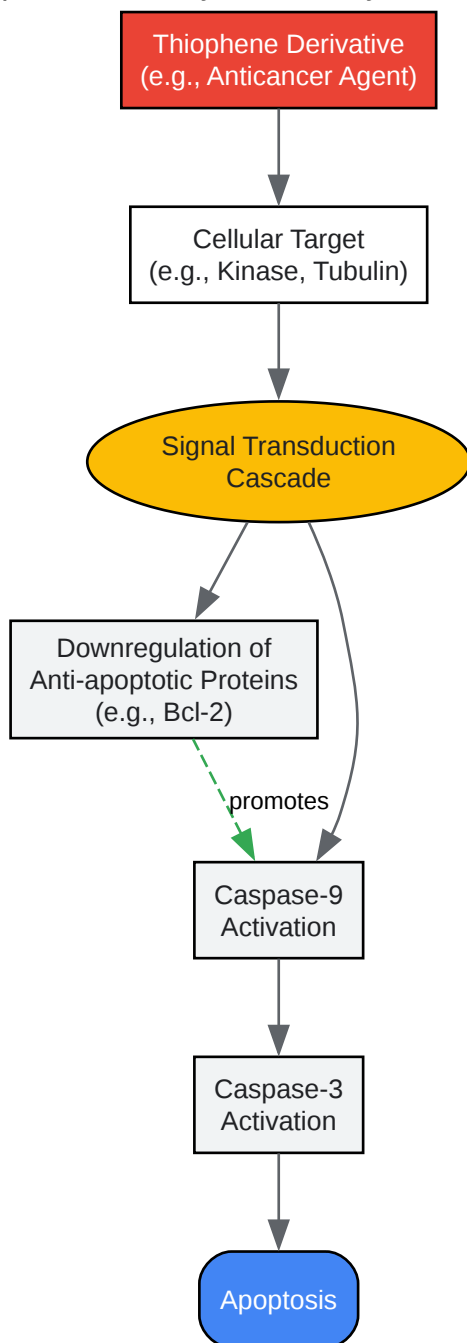 Thiophene Derivative
(e.g., Anticancer Agent)
Cellular Target
(e.g., Kinase, Tubulin)
Signal Transduction
Cascade
Downregulation of
Anti-apoptotic Proteins
(e.g., Bcl-2)
promotes
Caspase-9
Activation
Caspase-3
Activation
Apoptosis